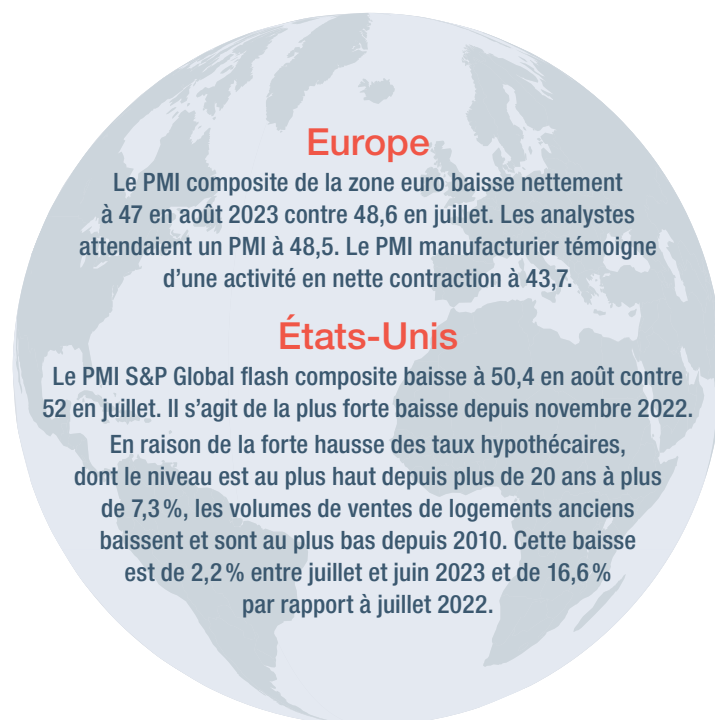 Europe
Le PMI composite de la zone euro baisse nettement
à 47 en août 2023 contre 48,6 en juillet. Les analystes
attendaient un PMI à 48,5. Le PMI manufacturier témoigne
d’une activité en nette contraction à 43,7.
États-Unis
Le PMI S&P Global flash composite baisse à 50,4 en août contre
52 en juillet. Il s’agit de la plus forte baisse depuis novembre 2022.
En raison de la forte hausse des taux hypothécaires,
dont le niveau est au plus haut depuis plus de 20 ans à plus
de 7,3 %, les volumes de ventes de logements anciens
baissent et sont au plus bas depuis 2010. Cette baisse
est de 2,2 % entre juillet et juin 2023 et de 16,6 %
par rapport à juillet 2022.